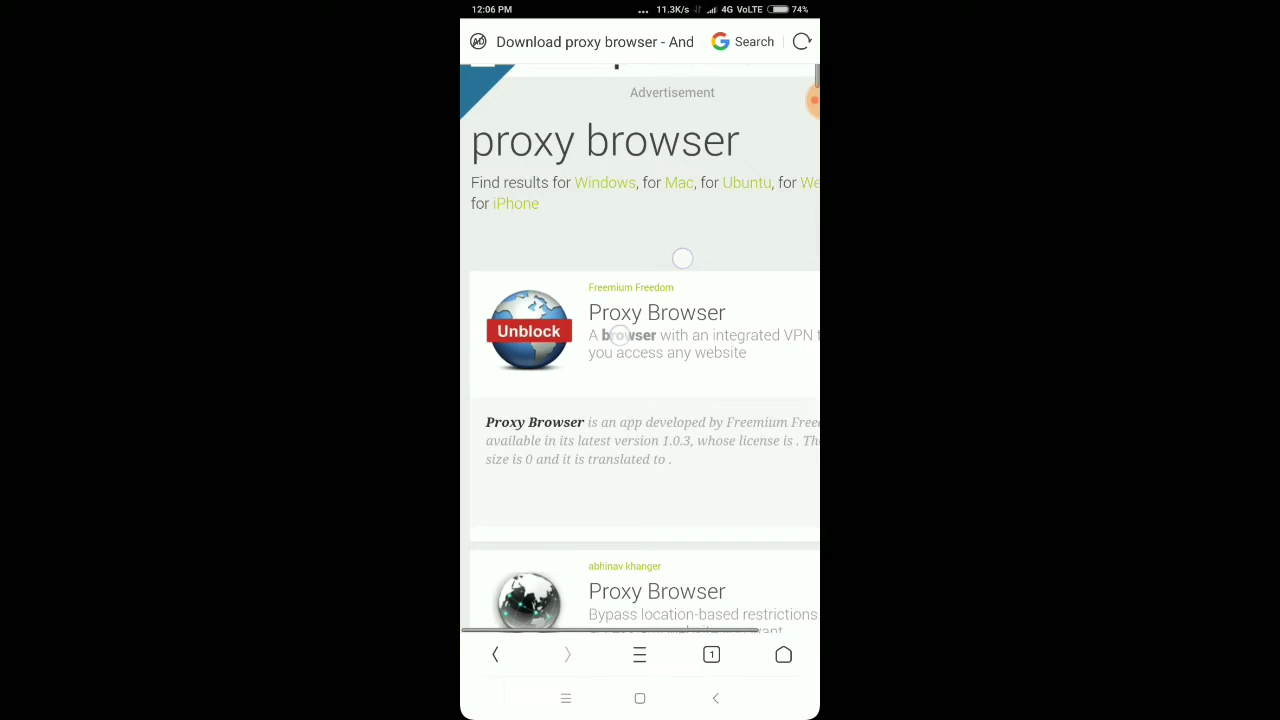 12:06 PM
... 11.3K/s 4G VoLTE 74%
AD
Download proxy browser - And
Search
Advertisement
proxy browser
Find results for Windows, for Mac, for Ubuntu, for We
for iPhone
Freemium Freedom
Proxy Browser
Unblock
A browser with an integrated VPN t
you access any website
Proxy Browser is an app developed by Freemium Free
available in its latest version 1.0.3, whose license is . Th
size is 0 and it is translated to .
abhinav khanger
Proxy Browser
Bypass location-based restrictions
want
1